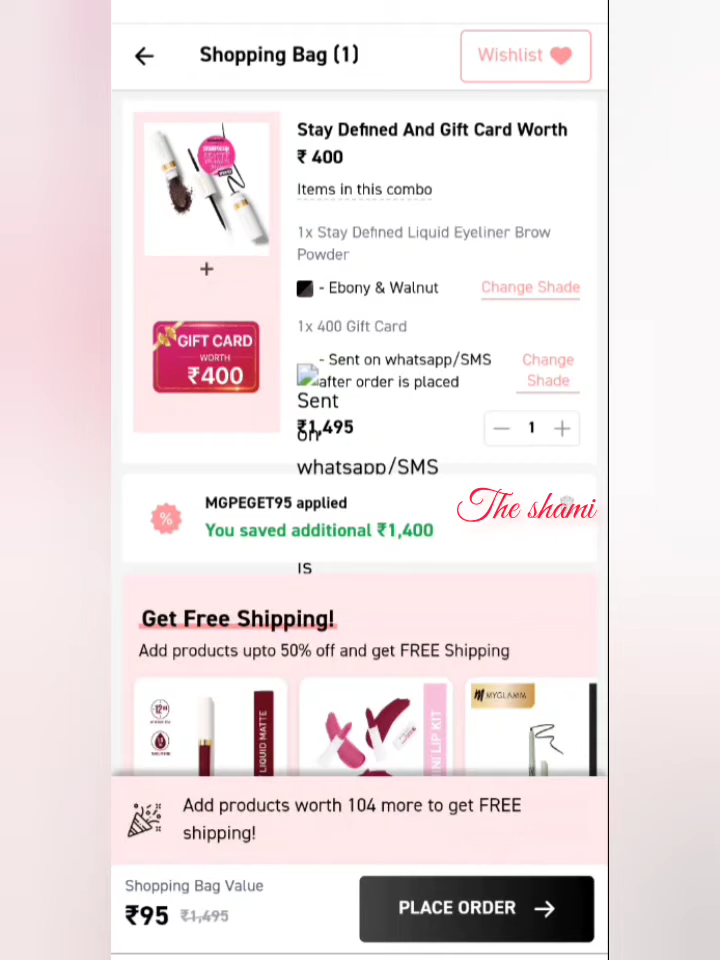 Shopping Bag (1)
Wishlist
Stay Defined And Gift Card Worth
₹ 400
Items in this combo
1x Stay Defined Liquid Eyeliner Brow
Powder
- Ebony & Walnut
Change Shade
1x 400 Gift Card
GIFT CARD
WORTH
₹400
- Sent on whatsapp/SMS
after order is placed
Change
Shade
Sent
on
whatsapp/SMS
₹1,495
1
MGPEGET95 applied
You saved additional ₹1,400
The shami
is
Get Free Shipping!
Add products upto 50% off and get FREE Shipping
LIQUID MATTE
INI LIP KIT
MYGLAMM
Add products worth 104 more to get FREE
shipping!
Shopping Bag Value
₹95 ₹1,495
PLACE ORDER